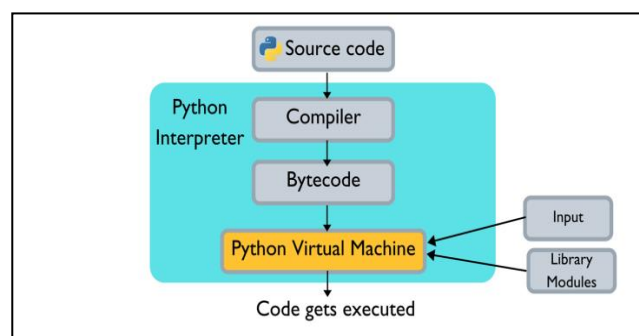 Source code
Python
Interpreter
Compiler
Bytecode
Python Virtual Machine
Input
Library
Modules
Code gets executed